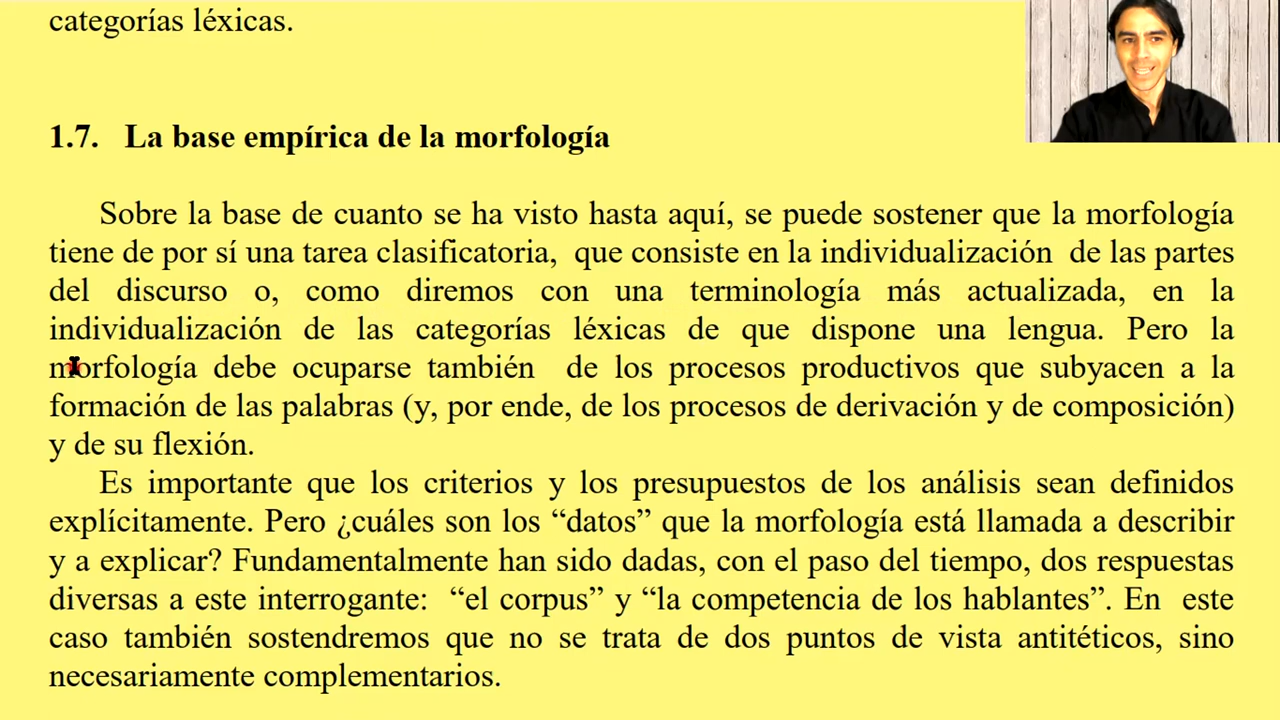 categorías léxicas.
1.7. La base empírica de la morfología
Sobre la base de cuanto se ha visto hasta aquí, se puede sostener que la morfología
tiene de por sí una tarea clasificatoria, que consiste en la individualización de las partes
del discurso o, como diremos con una terminología más actualizada, en la
individualización de las categorías léxicas de que dispone una lengua. Pero la
morfología debe ocuparse también de los procesos productivos que subyacen a la
formación de las palabras (y, por ende, de los procesos de derivación y de composición)
y de su flexión.
Es importante que los criterios y los presupuestos de los análisis sean definidos
explícitamente. Pero ¿cuáles son los “datos” que la morfología está llamada a describir
y a explicar? Fundamentalmente han sido dadas, con el paso del tiempo, dos respuestas
diversas a este interrogante: “el corpus” y “la competencia de los hablantes”. En este
caso también sostendremos que no se trata de dos puntos de vista antitéticos, sino
necesariamente complementarios.